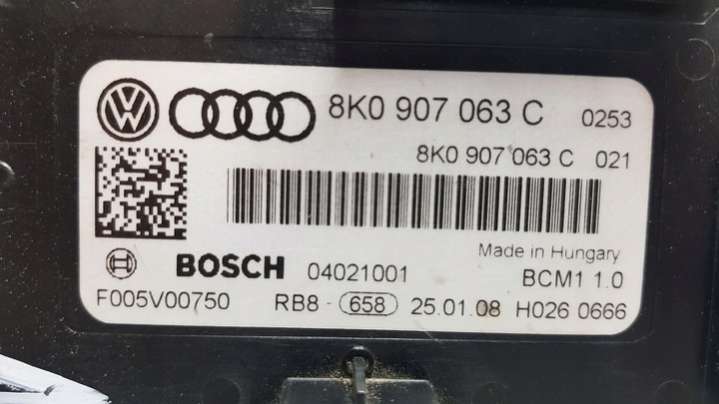 8K0 907 063 C 0253
8K0 907 063 C 021
Made in Hungary
BOSCH 04021001 BCM1 1.0
F005V00750 RB8 - 658 25.01.08 H026 0666